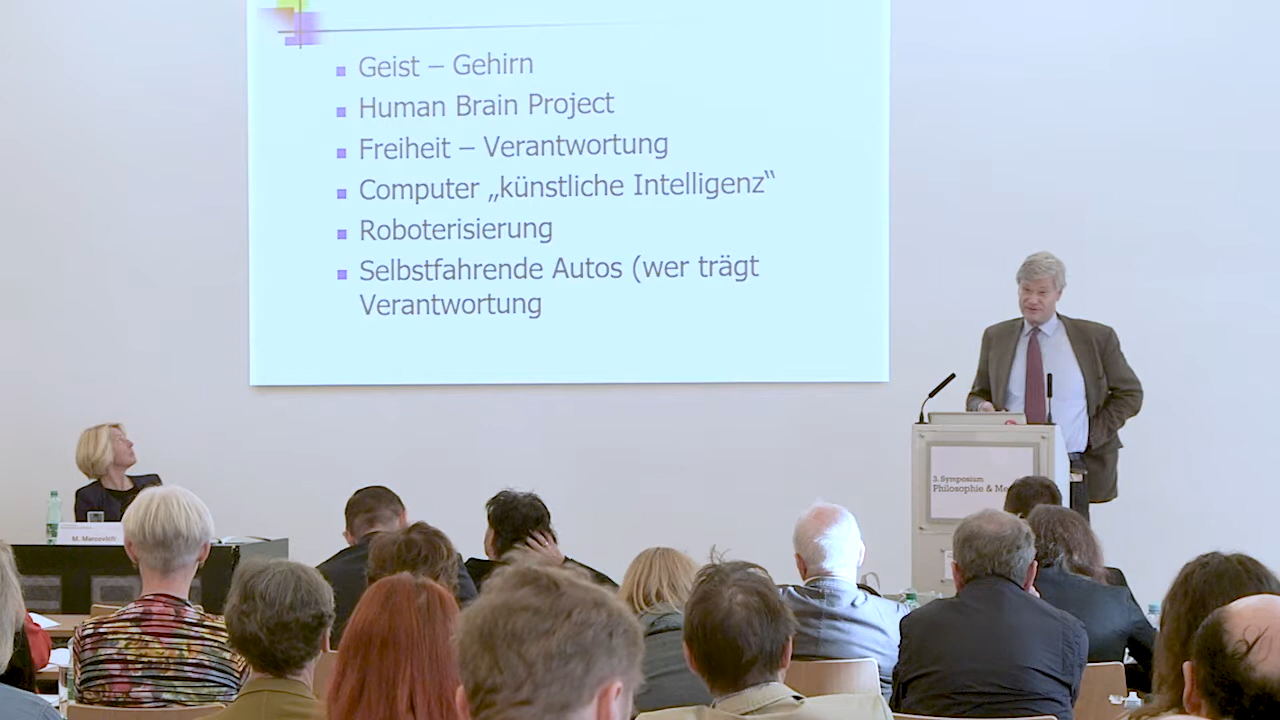 Geist – Gehirn
Human Brain Project
Freiheit – Verantwortung
Computer „künstliche Intelligenz“
Roboterisierung
Selbstfahrende Autos (wer trägt
Verantwortung
3. Symposium
Philosophie & Me
M. Marcovich